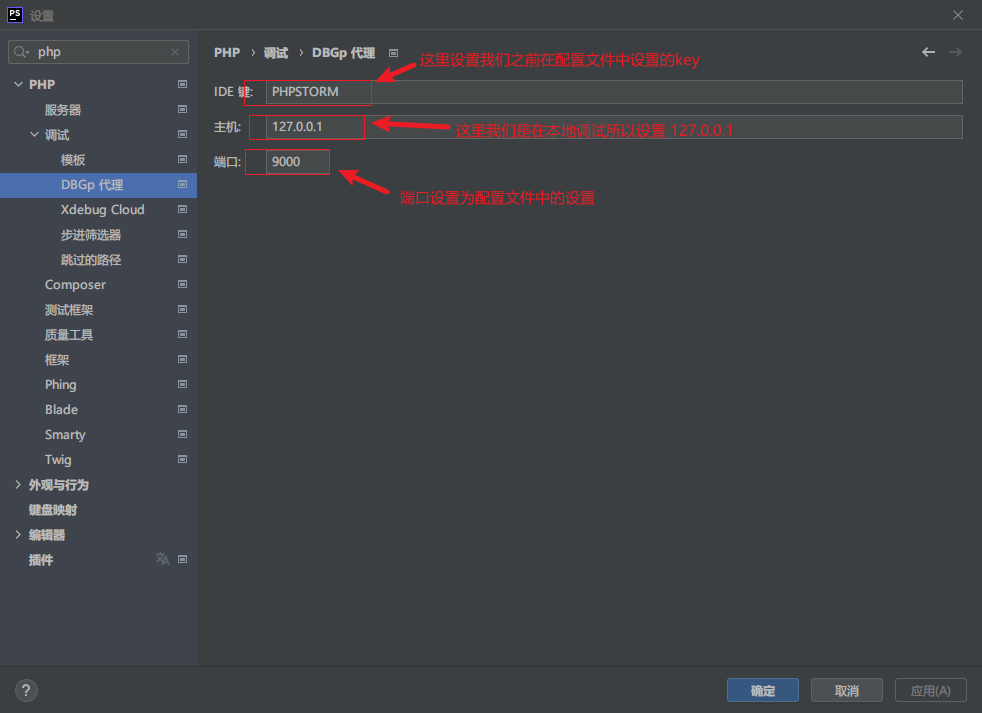 PS 设置
php
PHP
服务器
调试
模板
DBGp 代理
Xdebug Cloud
步进筛选器
跳过的路径
Composer
测试框架
质量工具
框架
Phing
Blade
Smarty
Twig
外观与行为
键盘映射
编辑器
插件
PHP › 调试 › DBGp 代理
这里设置我们之前在配置文件中设置的key
IDE 键: PHPSTORM
主机: 127.0.0.1
这里我们是在本地调试所以设置 127.0.0.1
端口: 9000
端口设置为配置文件中的设置
?
确定
取消
应用(A)